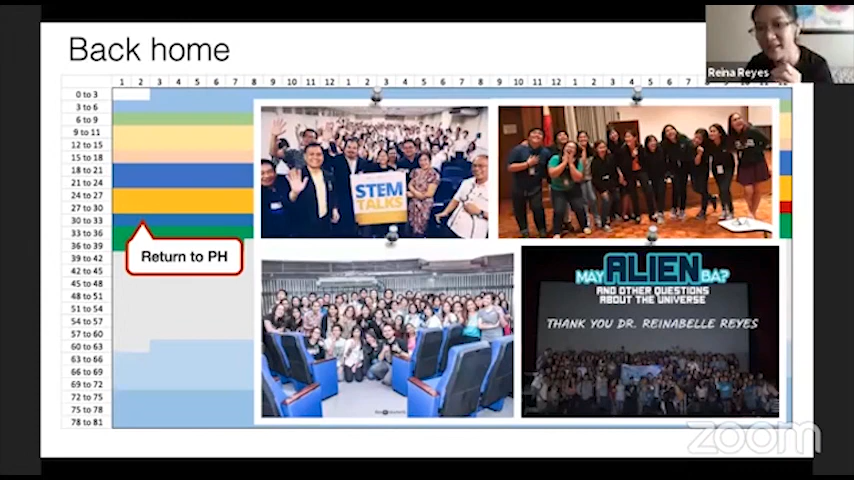 Back home
Reina Reyes
1 2 3 4 5 6 7 8 9 10 11 12 1 2 3 4 5 6 7 8 9 10 11 12 1 2 3 4 5 6 7
0 to 3
3 to 6
6 to 9
9 to 11
12 to 15
15 to 18
18 to 21
21 to 24
24 to 27
27 to 30
30 to 33
33 to 36
36 to 39
39 to 42
42 to 45
45 to 48
48 to 51
51 to 54
54 to 57
57 to 60
60 to 63
63 to 66
66 to 69
69 to 72
72 to 75
75 to 78
78 to 81
Return to PH
STEM
TALKS
MAY ALIEN BA?
AND OTHER QUESTIONS
ABOUT THE UNIVERSE
THANK YOU DR. REINABELLE REYES
zoom